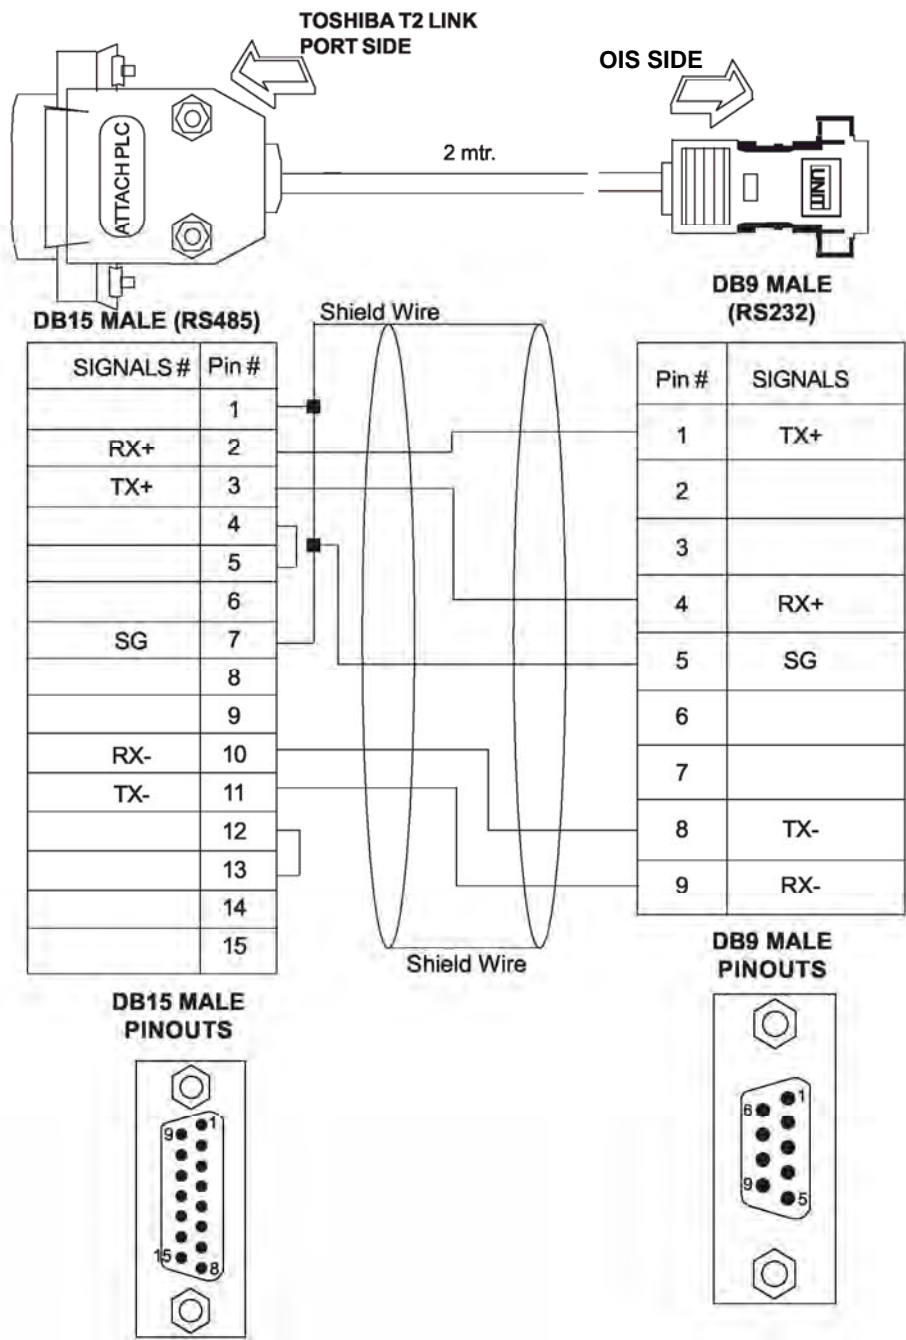 TOSHIBA T2 LINK
PORT SIDE
OIS SIDE
ATTACH PLC
2 mtr.
UNIT
DB15 MALE (RS485)
Shield Wire
DB9 MALE
(RS232)
SIGNALS # Pin #
1
RX+ 2
TX+ 3
4
5
6
SG 7
8
9
RX- 10
TX- 11
12
13
14
15
Pin # SIGNALS
1 TX+
2
3
4 RX+
5 SG
6
7
8 TX-
9 RX-
Shield Wire
DB15 MALE
PINOUTS
9 1
15 8
DB9 MALE
PINOUTS
6 1
9 5